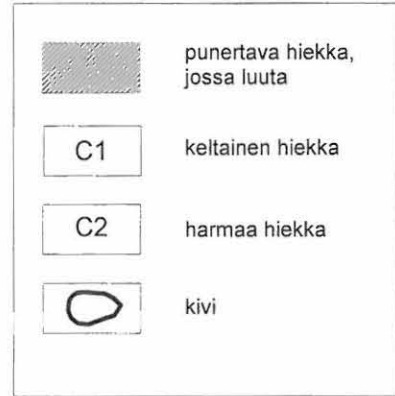 punertava hiekka,
jossa luuta
C1 keltainen hiekka
C2 harmaa hiekka
kivi